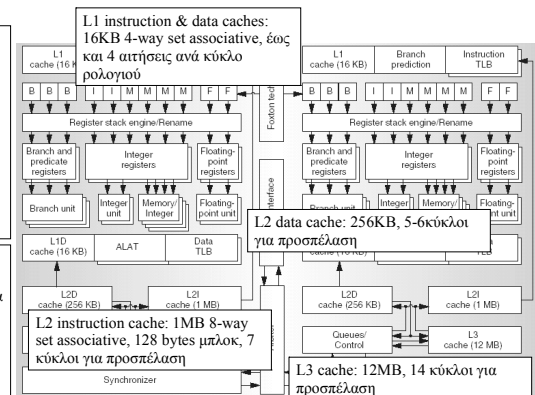 L1 instruction & data caches:
16KB 4-way set associative, έως
και 4 αιτήσεις ανά κύκλο
ρολογιού
L1
cache (16 K
L1
cache (16 KB)
Branch
prediction
Instruction
TLB
B B B I I M M M M F F
B B B I I M M M M F F
Foxton tech
Register stack engine/Rename
Register stack engine/Rename
Branch and
predicate
registers
Integer
registers
Floating-
point
registers
Branch and
predicate
registers
Integer
registers
Floating-
point
registers
Branch unit
Integer
unit
Memory/
Integer
Floating-
point unit
Branch unit
Integer
Memory/
Floating-
L2 data cache: 256KB, 5-6κύκλοι
για προσπέλαση
L1D
cache (16 KB)
ALAT
Data
TLB
TLB
L2D
cache (256 KB)
L2I
cache (1 MB)
L2D
cache (256 KB)
L2I
cache (1 MB)
α
L2 instruction cache: 1MB 8-way
set associative, 128 bytes μπλοκ, 7
κύκλοι για προσπέλαση
Queues/
Control
L3
cache (12 MB)
Synchronizer
L3 cache: 12MB, 14 κύκλοι για
προσπέλαση